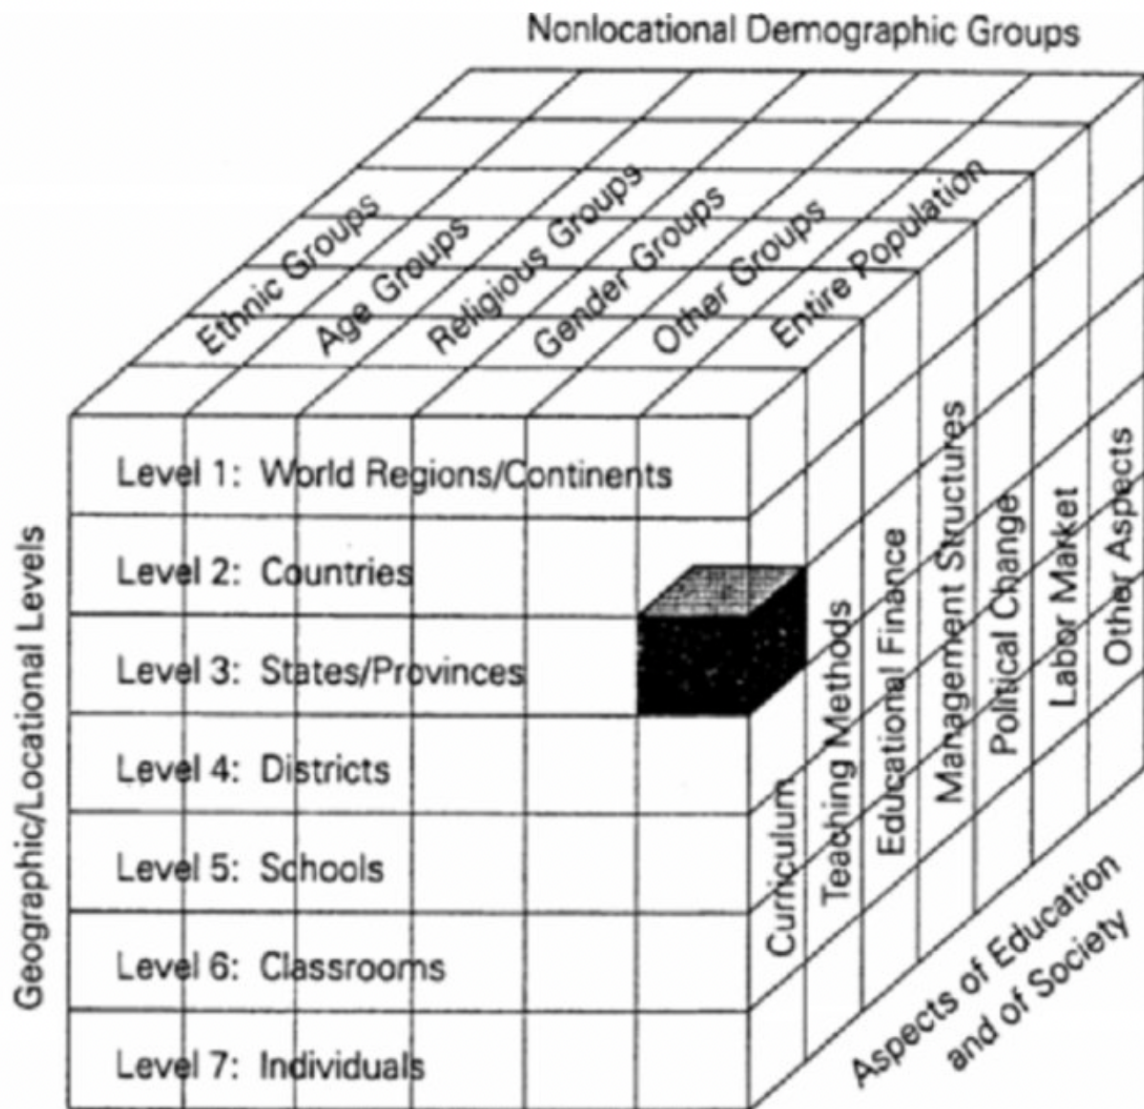 Nonlocational Demographic Groups
Ethnic Groups
Age Groups
Religious Groups
Gender Groups
Other Groups
Entire Population
Geographic/Locational Levels
Level 1: World Regions/Continents
Level 2: Countries
Level 3: States/Provinces
Level 4: Districts
Level 5: Schools
Level 6: Classrooms
Level 7: Individuals
Curriculum
Teaching Methods
Educational Finance
Management Structures
Political Change
Labor Market
Other Aspects
Aspects of Education
and of Society